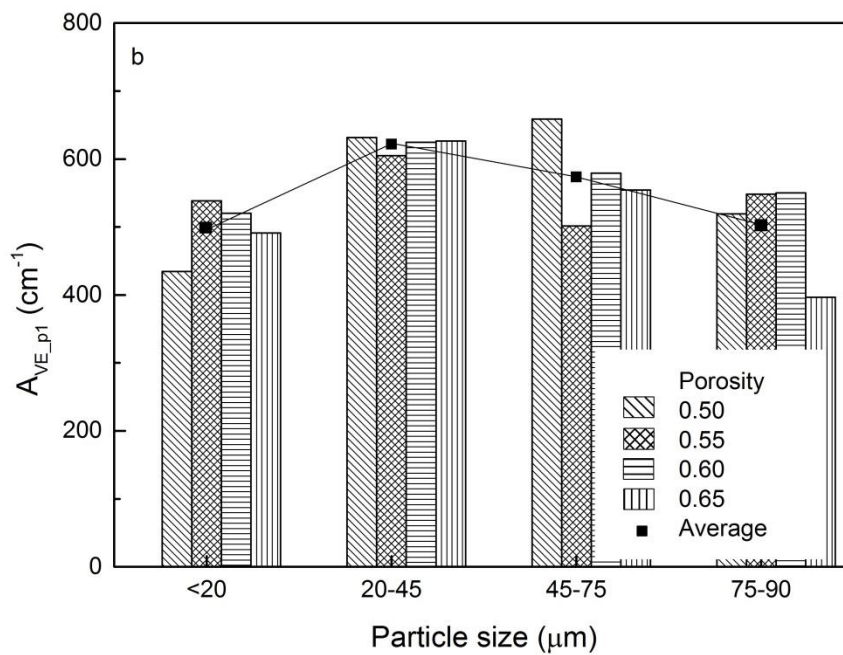 b
800
600
400
200
0
A_VE_p1 (cm⁻¹)
Porosity
0.50
0.55
0.60
0.65
Average
<20 20-45 45-75 75-90
Particle size (μm)